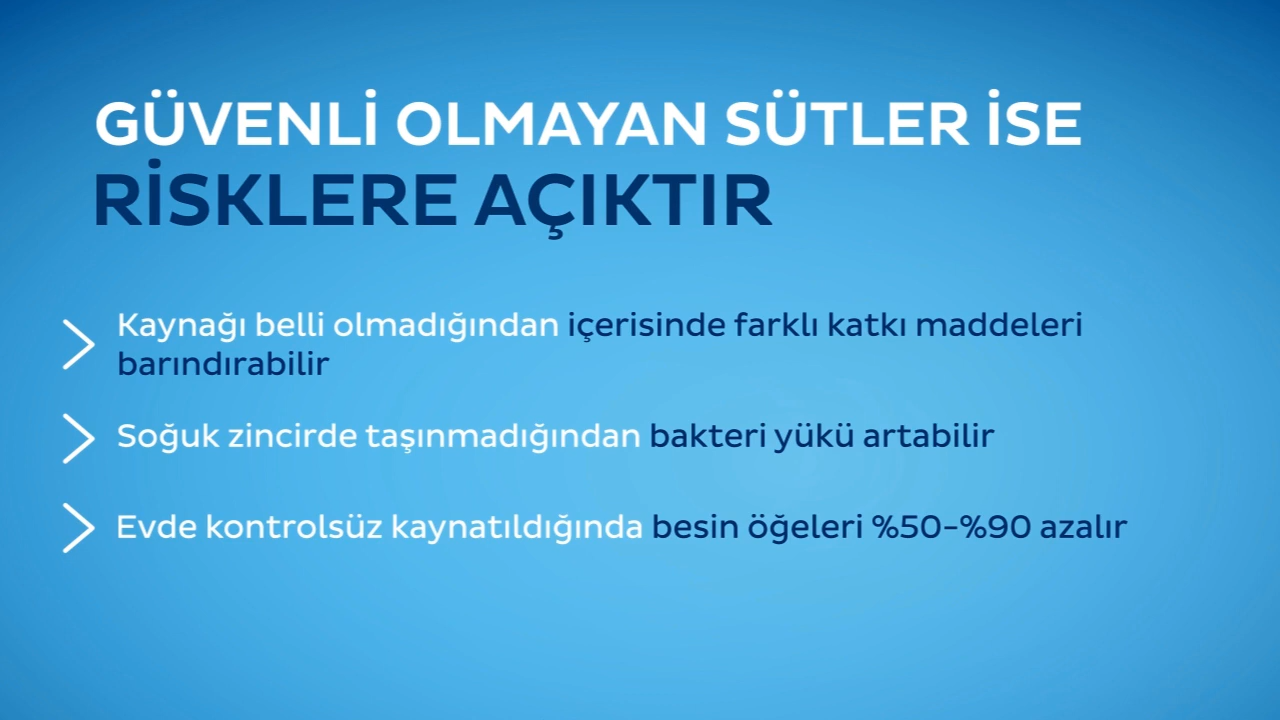 GÜVENLİ OLMAYAN SÜTLER İSE
RİSKLERE AÇIKTIR
Kaynağı belli olmadığından içerisinde farklı katkı maddeleri
barındırabilir
Soğuk zincirde taşınmadığından bakteri yükü artabilir
Evde kontrolsüz kaynatıldığında besin öğeleri %50-%90 azalır